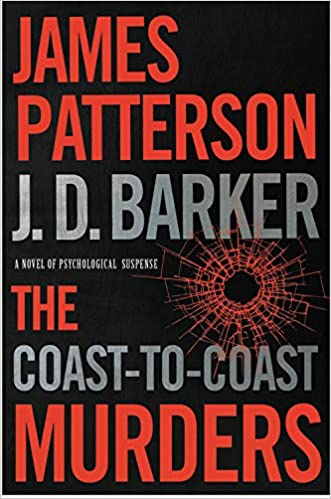 JAMES
PATTERSON
J. D. BARKER
A NOVEL OF PSYCHOLOGICAL SUSPENSE
THE
COAST-TO-COAST
MURDERS